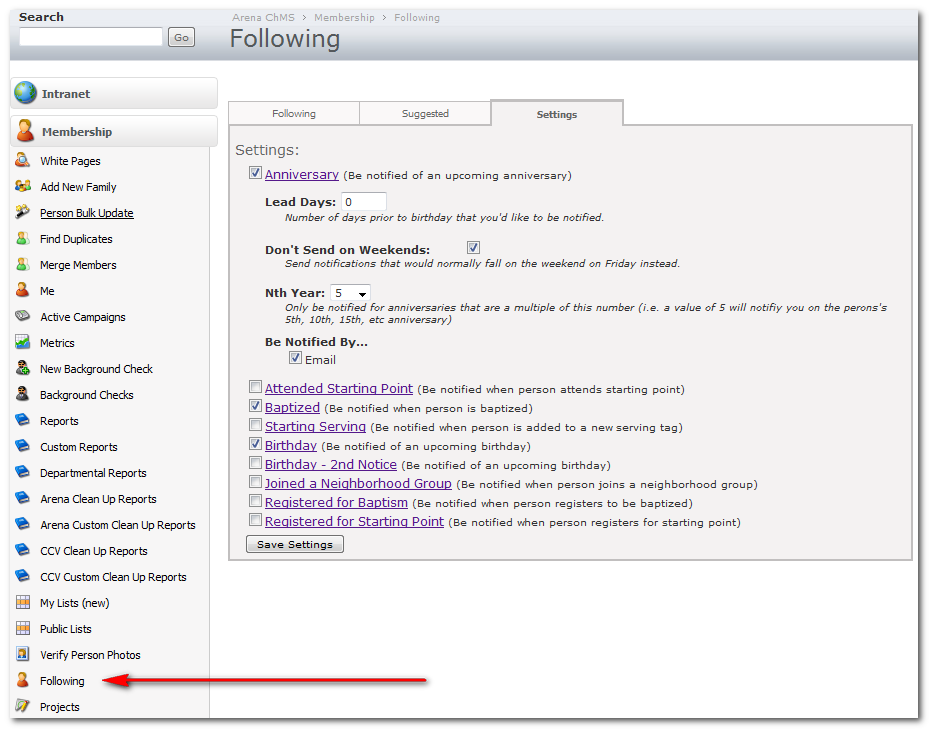 Search
Go
Arena ChMS > Membership > Following
Following
Intranet
Membership
White Pages
Add New Family
Person Bulk Update
Find Duplicates
Merge Members
Me
Active Campaigns
Metrics
New Background Check
Background Checks
Reports
Custom Reports
Departmental Reports
Arena Clean Up Reports
Arena Custom Clean Up Reports
CCV Clean Up Reports
CCV Custom Clean Up Reports
My Lists (new)
Public Lists
Verify Person Photos
Following
Projects
Following
Suggested
Settings
Settings:
Anniversary (Be notified of an upcoming anniversary)
Lead Days: 0
Number of days prior to birthday that you'd like to be notified.
Don't Send on Weekends:
Send notifications that would normally fall on the weekend on Friday instead.
Nth Year: 5
Only be notified for anniversaries that are a multiple of this number (i.e. a value of 5 will notifiy you on the perons's
5th, 10th, 15th, etc anniversary)
Be Notified By...
Email
Attended Starting Point (Be notified when person attends starting point)
Baptized (Be notified when person is baptized)
Starting Serving (Be notified when person is added to a new serving tag)
Birthday (Be notified of an upcoming birthday)
Birthday - 2nd Notice (Be notified of an upcoming birthday)
Joined a Neighborhood Group (Be notified when person joins a neighborhood group)
Registered for Baptism (Be notified when person registers to be baptized)
Registered for Starting Point (Be notified when person registers for starting point)
Save Settings